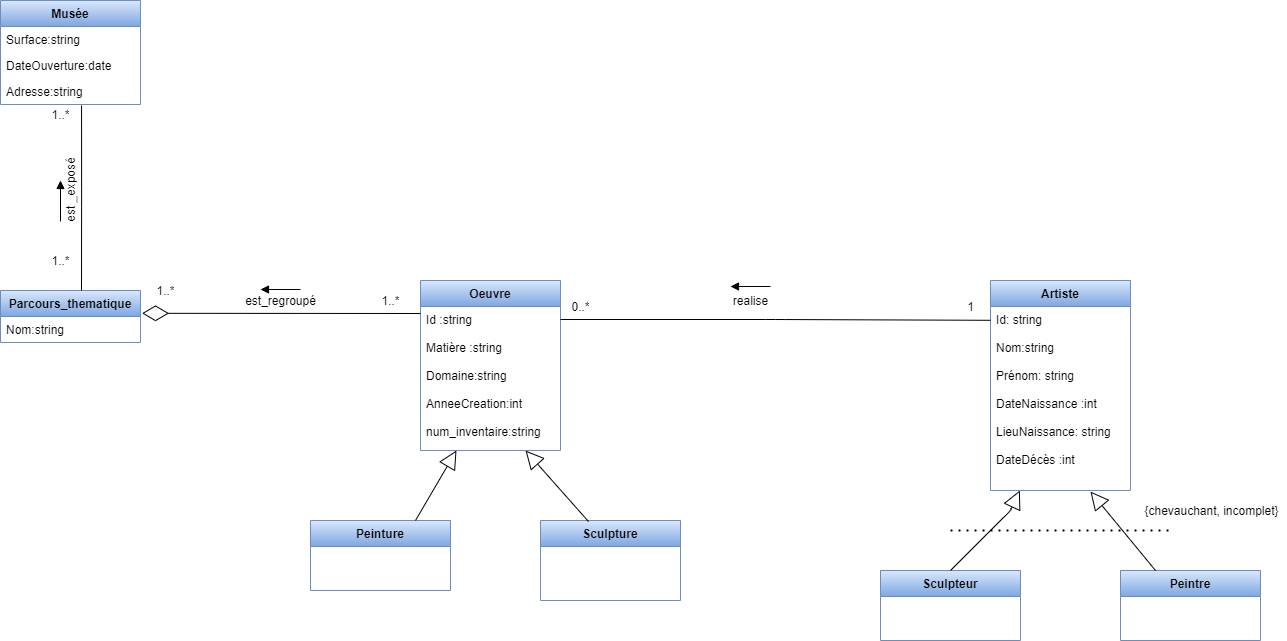 Musée
Surface:string
DateOuverture:date
Adresse:string
1..*
est_exposé
1..*
Parcours_thematique
Nom:string
1..*
est_regroupé
1..*
Oeuvre
Id :string
Matière :string
Domaine:string
AnneeCreation:int
num_inventaire:string
0..*
realise
1
Artiste
Id: string
Nom:string
Prénom: string
DateNaissance :int
LieuNaissance: string
DateDécès :int
{chevauchant, incomplet}
Peinture
Sculpture
Sculpteur
Peintre